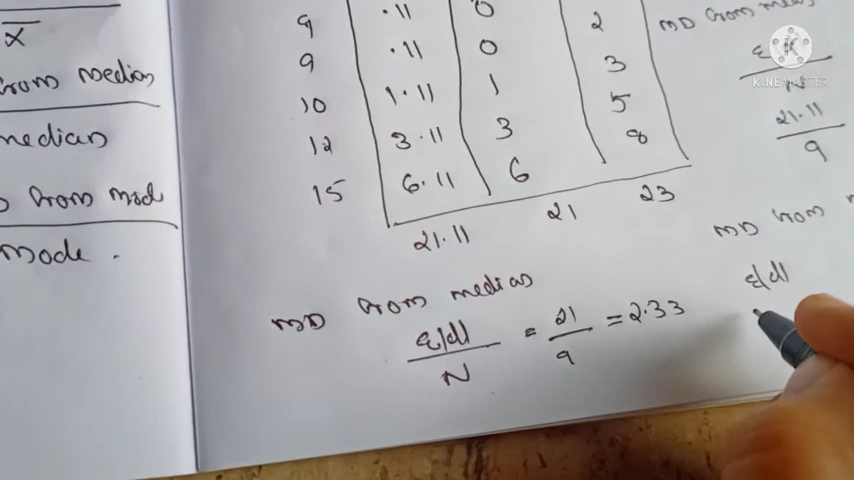 x
from median
median
from mode
mode .
9 .11 0 2
9 .11 0 3
10 1.11 1 5
12 3.11 3 8
15 6.11 6
21.11 21 23
MD from median
Σ|d|/N = 21/9 = 2.33
MD from
KINEMASTER
21.11/9
MD from
Σ|d|